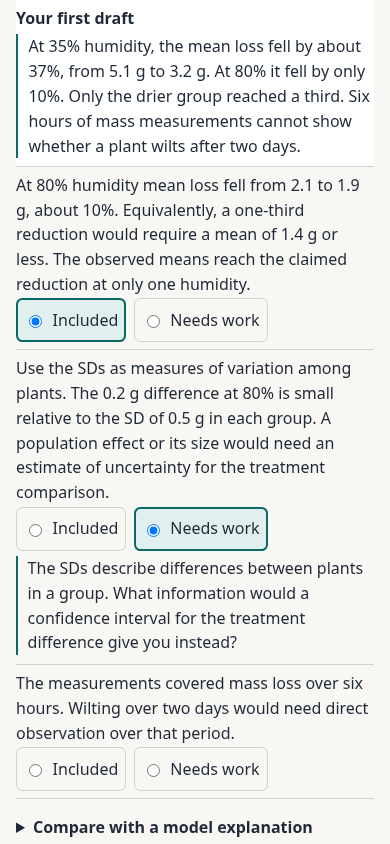 Your first draft
At 35% humidity, the mean loss fell by about
37%, from 5.1 g to 3.2 g. At 80% it fell by only
10%. Only the drier group reached a third. Six
hours of mass measurements cannot show
whether a plant wilts after two days.
At 80% humidity mean loss fell from 2.1 to 1.9
g, about 10%. Equivalently, a one-third
reduction would require a mean of 1.4 g or
less. The observed means reach the claimed
reduction at only one humidity.
Included Needs work
Use the SDs as measures of variation among
plants. The 0.2 g difference at 80% is small
relative to the SD of 0.5 g in each group. A
population effect or its size would need an
estimate of uncertainty for the treatment
comparison.
Included Needs work
The SDs describe differences between plants
in a group. What information would a
confidence interval for the treatment
difference give you instead?
The measurements covered mass loss over six
hours. Wilting over two days would need direct
observation over that period.
Included Needs work
Compare with a model explanation